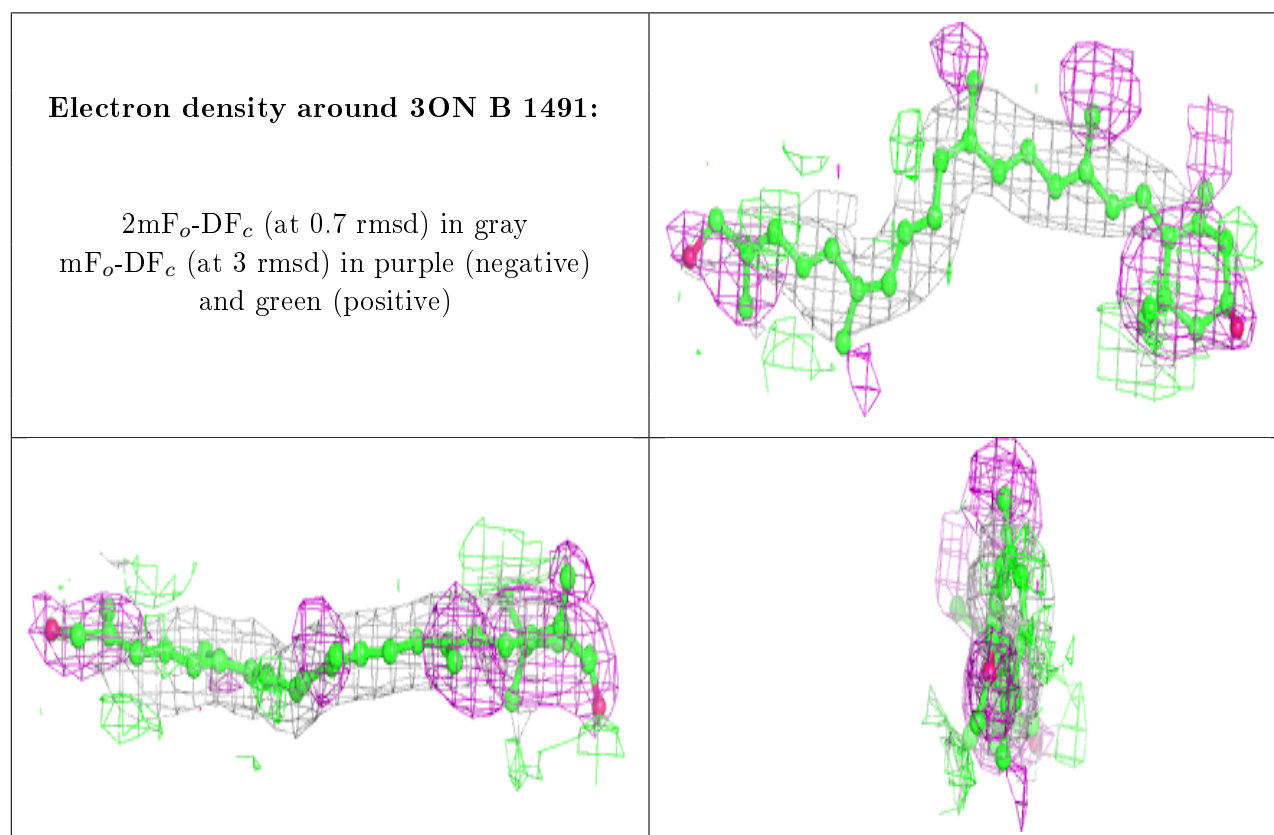 Electron density around 3ON B 1491:
2mFₒ-DF𝒸 (at 0.7 rmsd) in gray
mFₒ-DF𝒸 (at 3 rmsd) in purple (negative)
and green (positive)